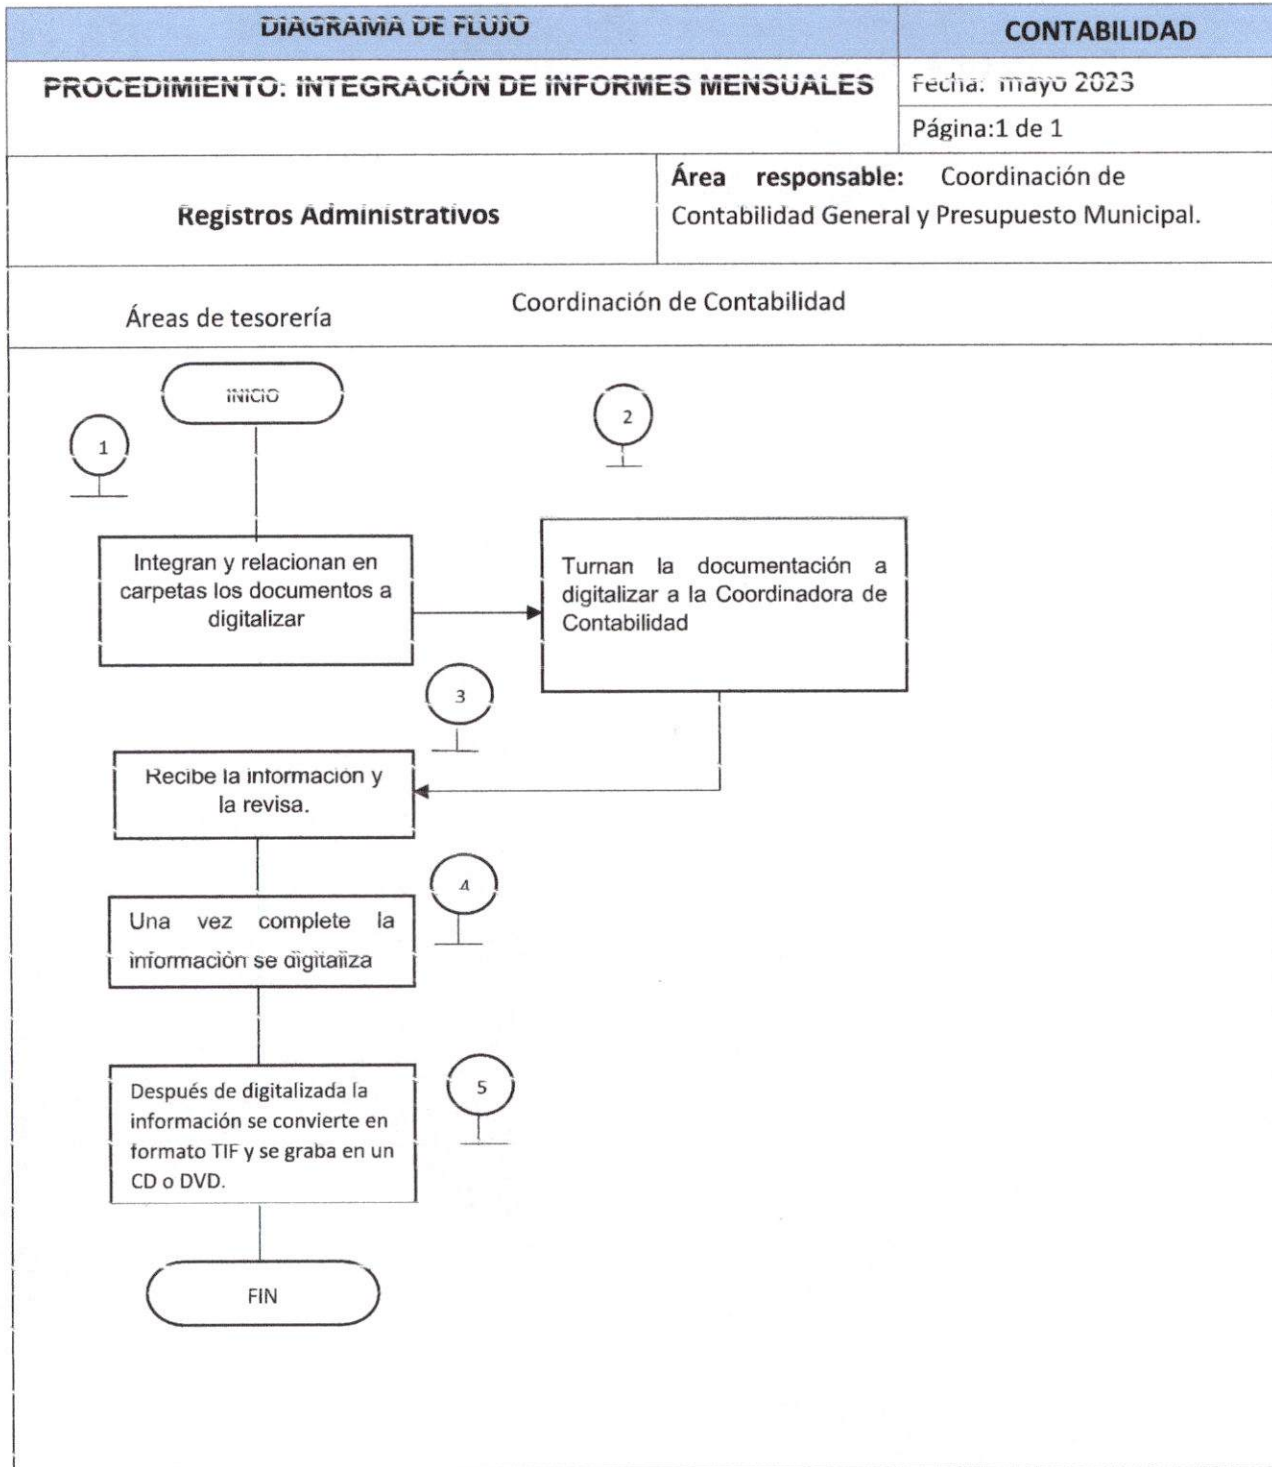 DIAGRAMA DE FLUJO
CONTABILIDAD
PROCEDIMIENTO: INTEGRACIÓN DE INFORMES MENSUALES
Fecha: mayo 2023
Página:1 de 1
Registros Administrativos
Área responsable: Coordinación de
Contabilidad General y Presupuesto Municipal.
Áreas de tesorería
Coordinación de Contabilidad
INICIO
1
2
Integran y relacionan en
carpetas los documentos a
digitalizar
Turnan la documentación a
digitalizar a la Coordinadora de
Contabilidad
3
Recibe la información y
la revisa.
4
Una vez complete la
información se digitaliza
5
Después de digitalizada la
información se convierte en
formato TIF y se graba en un
CD o DVD.
FIN